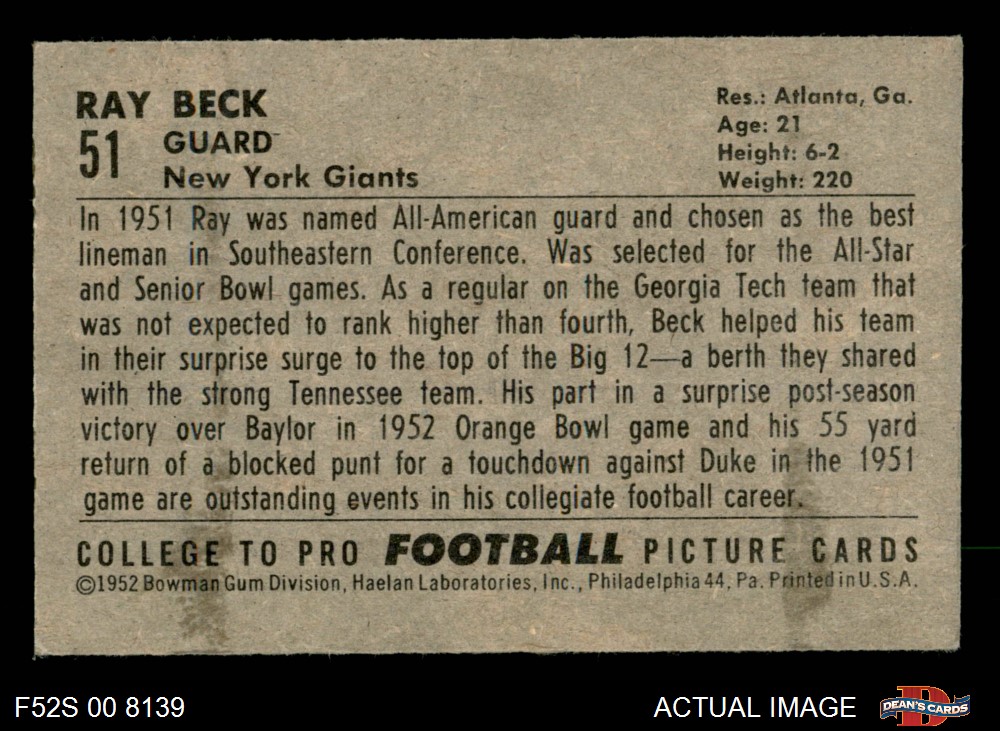 RAY BECK
51 GUARD
New York Giants
Res.: Atlanta, Ga.
Age: 21
Height: 6-2
Weight: 220
In 1951 Ray was named All-American guard and chosen as the best
lineman in Southeastern Conference. Was selected for the All-Star
and Senior Bowl games. As a regular on the Georgia Tech team that
was not expected to rank higher than fourth, Beck helped his team
in their surprise surge to the top of the Big 12—a berth they shared
with the strong Tennessee team. His part in a surprise post-season
victory over Baylor in 1952 Orange Bowl game and his 55 yard
return of a blocked punt for a touchdown against Duke in the 1951
game are outstanding events in his collegiate football career.
COLLEGE TO PRO FOOTBALL PICTURE CARDS
©1952 Bowman Gum Division, Haelan Laboratories, Inc., Philadelphia 44, Pa. Printed in U.S.A.
F52S 00 8139
ACTUAL IMAGE
D
DEAN'S CARDS